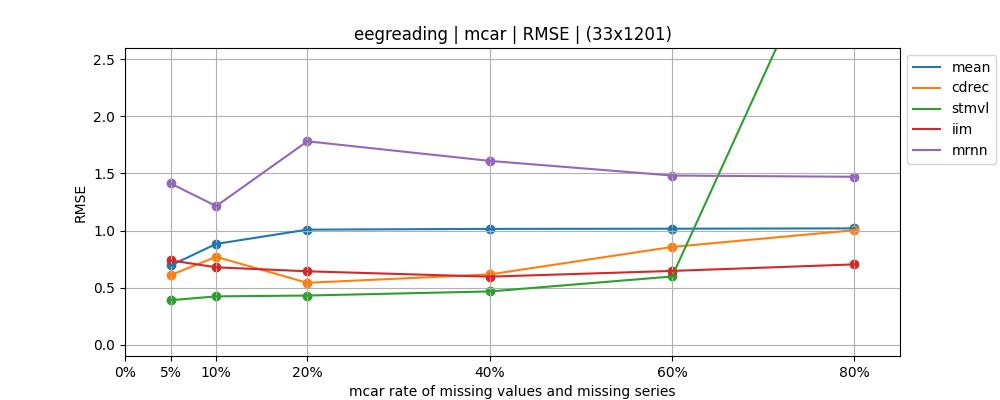 eegreading | mcar | RMSE | (33x1201)
2.5
2.0
1.5
1.0
0.5
0.0
RMSE
0% 5% 10% 20% 40% 60% 80%
mcar rate of missing values and missing series
mean
cdrec
stmvl
iim
mrnn